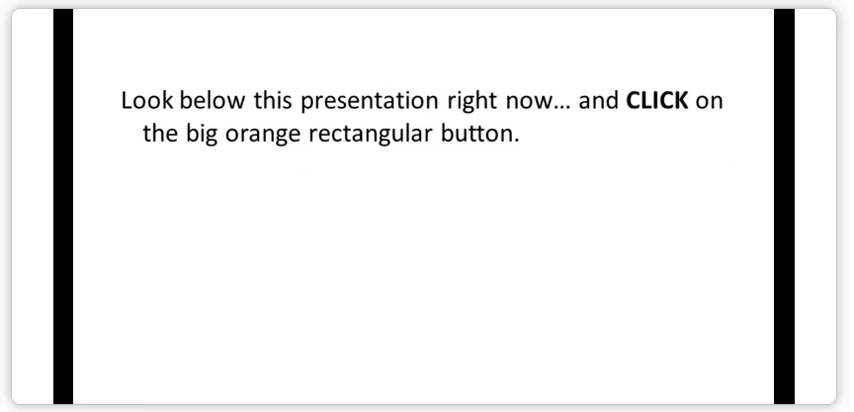 Look below this presentation right now... and CLICK on
the big orange rectangular button.